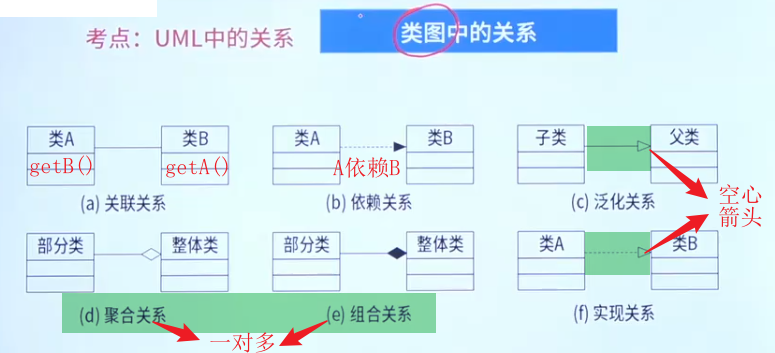 考点：UML中的关系
类图中的关系
类A
类B
getB()
getA()
(a) 关联关系
类A
类B
A依赖B
(b) 依赖关系
子类
父类
(c) 泛化关系
空心
箭头
部分类
整体类
(d) 聚合关系
部分类
整体类
(e) 组合关系
一对多
类A
类B
(f) 实现关系